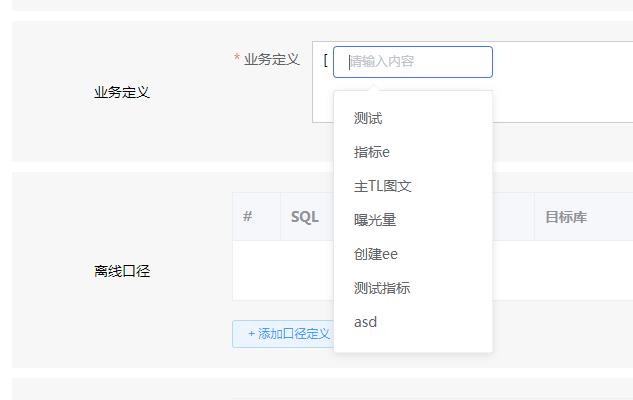 * 业务定义
[ 请输入内容
业务定义
测试
指标e
主TL图文
曝光量
创建ee
测试指标
asd
# SQL 目标库
离线口径
+ 添加口径定义